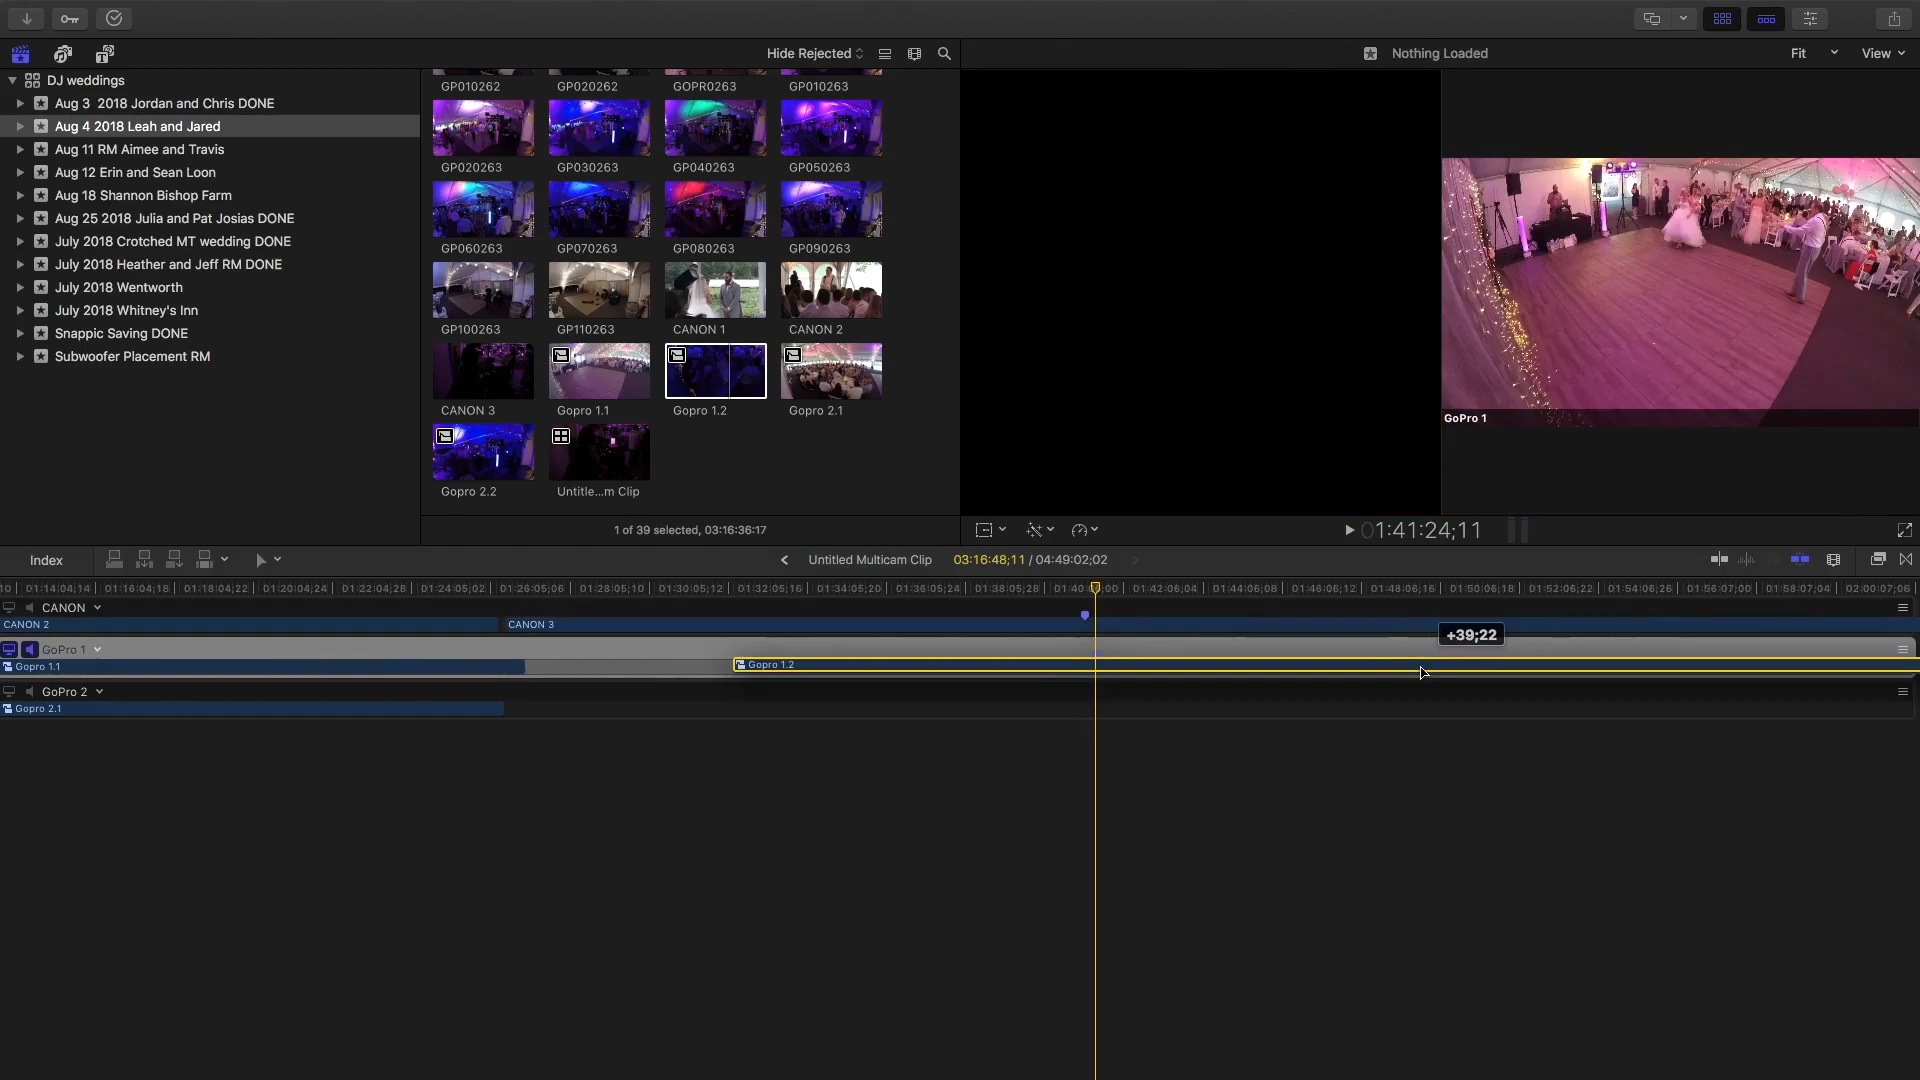 Hide Rejected
Nothing Loaded
Fit
View
DJ weddings
Aug 3  2018 Jordan and Chris DONE
Aug 4 2018 Leah and Jared
Aug 11 RM Aimee and Travis
Aug 12 Erin and Sean Loon
Aug 18 Shannon Bishop Farm
Aug 25 2018 Julia and Pat Josias DONE
July 2018 Crotched MT wedding DONE
July 2018 Heather and Jeff RM DONE
July 2018 Wentworth
July 2018 Whitney's Inn
Snappic Saving DONE
Subwoofer Placement RM
GP010262 GP020262 GOPR0263 GP010263
GP020263 GP030263 GP040263 GP050263
GP060263 GP070263 GP080263 GP090263
GP100263 GP110263 CANON 1 CANON 2
CANON 3 Gopro 1.1 Gopro 1.2 Gopro 2.1
Gopro 2.2 Untitle...m Clip
1 of 39 selected, 03:16:36:17
GoPro 1
01:41:24;11
Index
Untitled Multicam Clip
03:16:48;11 / 04:49:02;02
10 01:14:04;14 01:16:04;18 01:18:04;22 01:20:04;24 01:22:04;28 01:24:05;02 01:26:05;06 01:28:05;10 01:30:05;12 01:32:05;16 01:34:05;20 01:36:05;24 01:38:05;28 01:40: 00 01:42:06;04 01:44:06;08 01:46:06;12 01:48:06;16 01:50:06;18 01:52:06;22 01:54:06;26 01:56:07;00 01:58:07;04 02:00:07;06
CANON
CANON 2 CANON 3
+39;22
GoPro 1
Gopro 1.1 Gopro 1.2
GoPro 2
Gopro 2.1